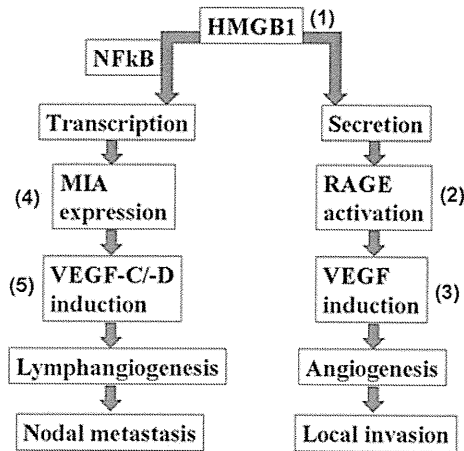 HMGB1 (1)
NFkB
Transcription
Secretion
(4) MIA
expression
RAGE (2)
activation
(5) VEGF-C/-D
induction
VEGF (3)
induction
Lymphangiogenesis
Angiogenesis
Nodal metastasis
Local invasion